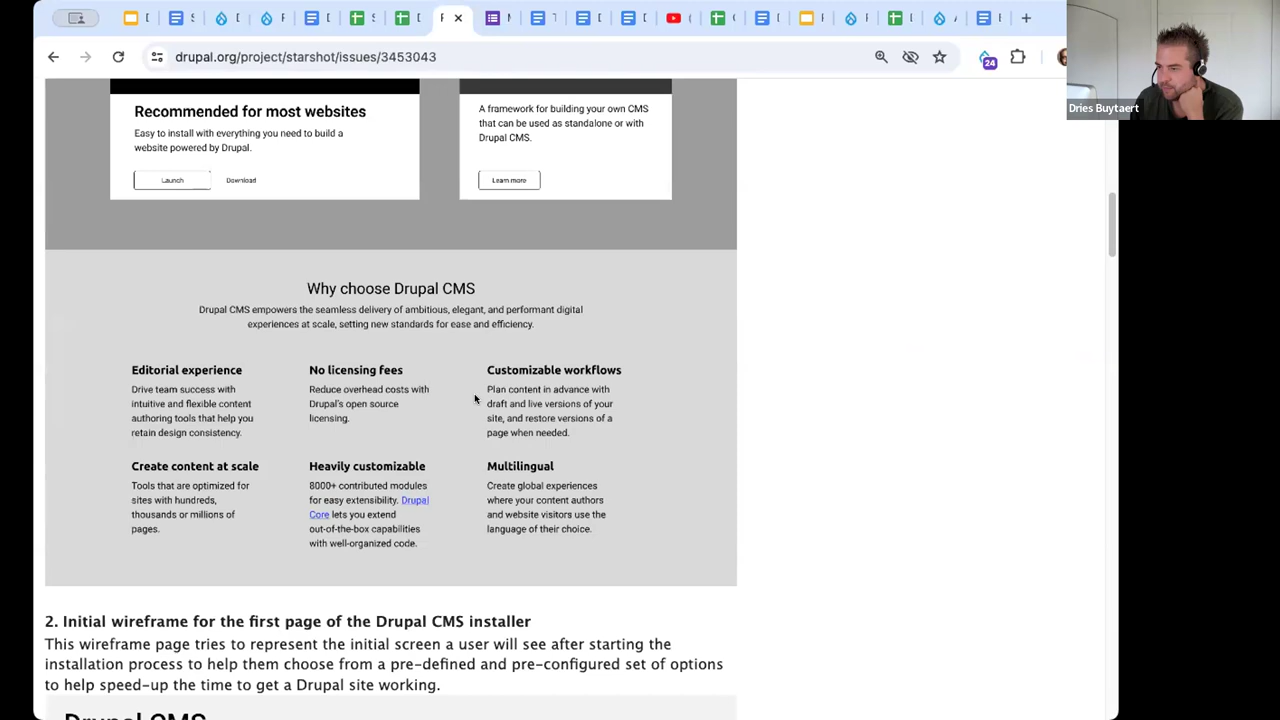 drupal.org/project/starshot/issues/3453043
24
Dries Buytaert
Recommended for most websites
Easy to install with everything you need to build a
website powered by Drupal.
Launch
Download
A framework for building your own CMS
that can be used as standalone or with
Drupal CMS.
Learn more
Why choose Drupal CMS
Drupal CMS empowers the seamless delivery of ambitious, elegant, and performant digital
experiences at scale, setting new standards for ease and efficiency.
Editorial experience
Drive team success with
intuitive and flexible content
authoring tools that help you
retain design consistency.
No licensing fees
Reduce overhead costs with
Drupal's open source
licensing.
Customizable workflows
Plan content in advance with
draft and live versions of your
site, and restore versions of a
page when needed.
Create content at scale
Tools that are optimized for
sites with hundreds,
thousands or millions of
pages.
Heavily customizable
8000+ contributed modules
for easy extensibility. Drupal
Core lets you extend
out-of-the-box capabilities
with well-organized code.
Multilingual
Create global experiences
where your content authors
and website visitors use the
language of their choice.
2. Initial wireframe for the first page of the Drupal CMS installer
This wireframe page tries to represent the initial screen a user will see after starting the
installation process to help them choose from a pre-defined and pre-configured set of options
to help speed-up the time to get a Drupal site working.
Drupal CMS